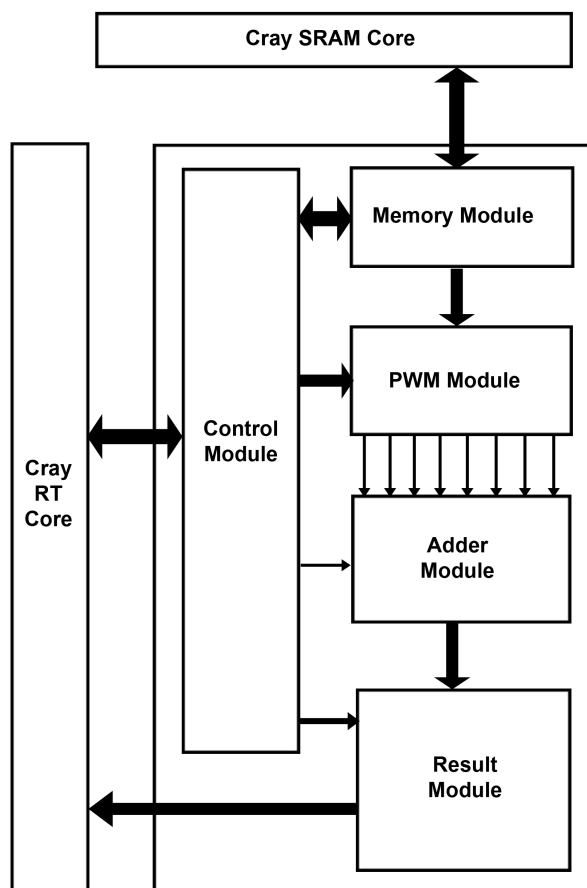 Cray SRAM Core
Memory Module
PWM Module
Control
Module
Cray
RT
Core
Adder
Module
Result
Module